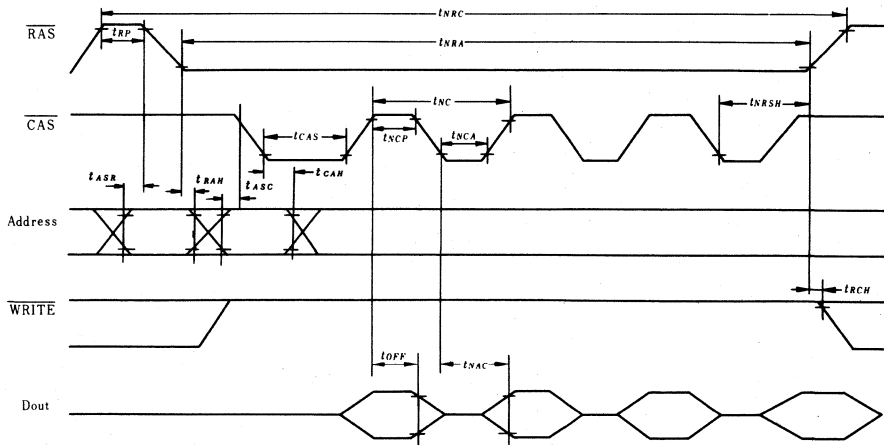 tNRC
RAS
tRP
tNRA
CAS
tNC
tNRSH
tCAS
tNCP
tNCA
tASR
tRAH
tASC
tCAH
Address
WRITE
tRCH
tOFF
tNAC
Dout